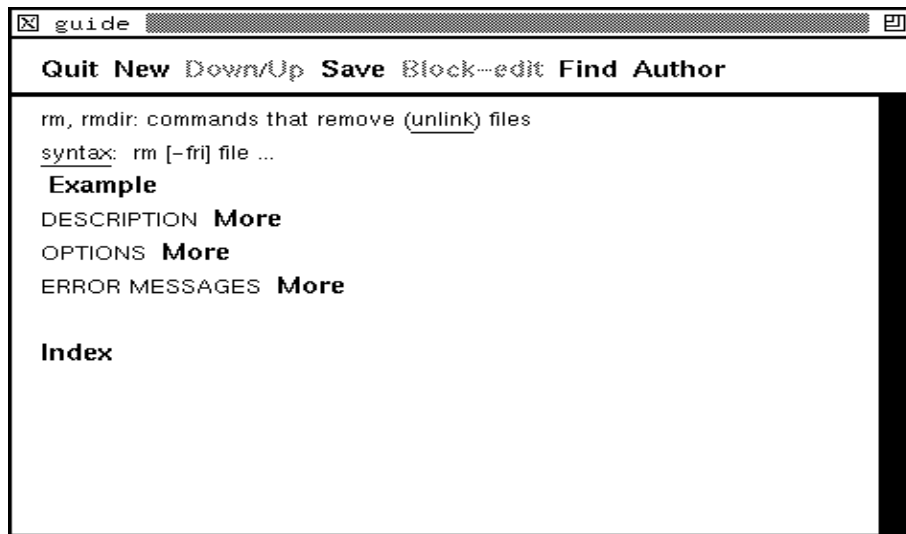 guide
Quit New Down/Up Save Block-edit Find Author
rm, rmdir: commands that remove (unlink) files
syntax: rm [-fri] file ...
Example
DESCRIPTION More
OPTIONS More
ERROR MESSAGES More
Index